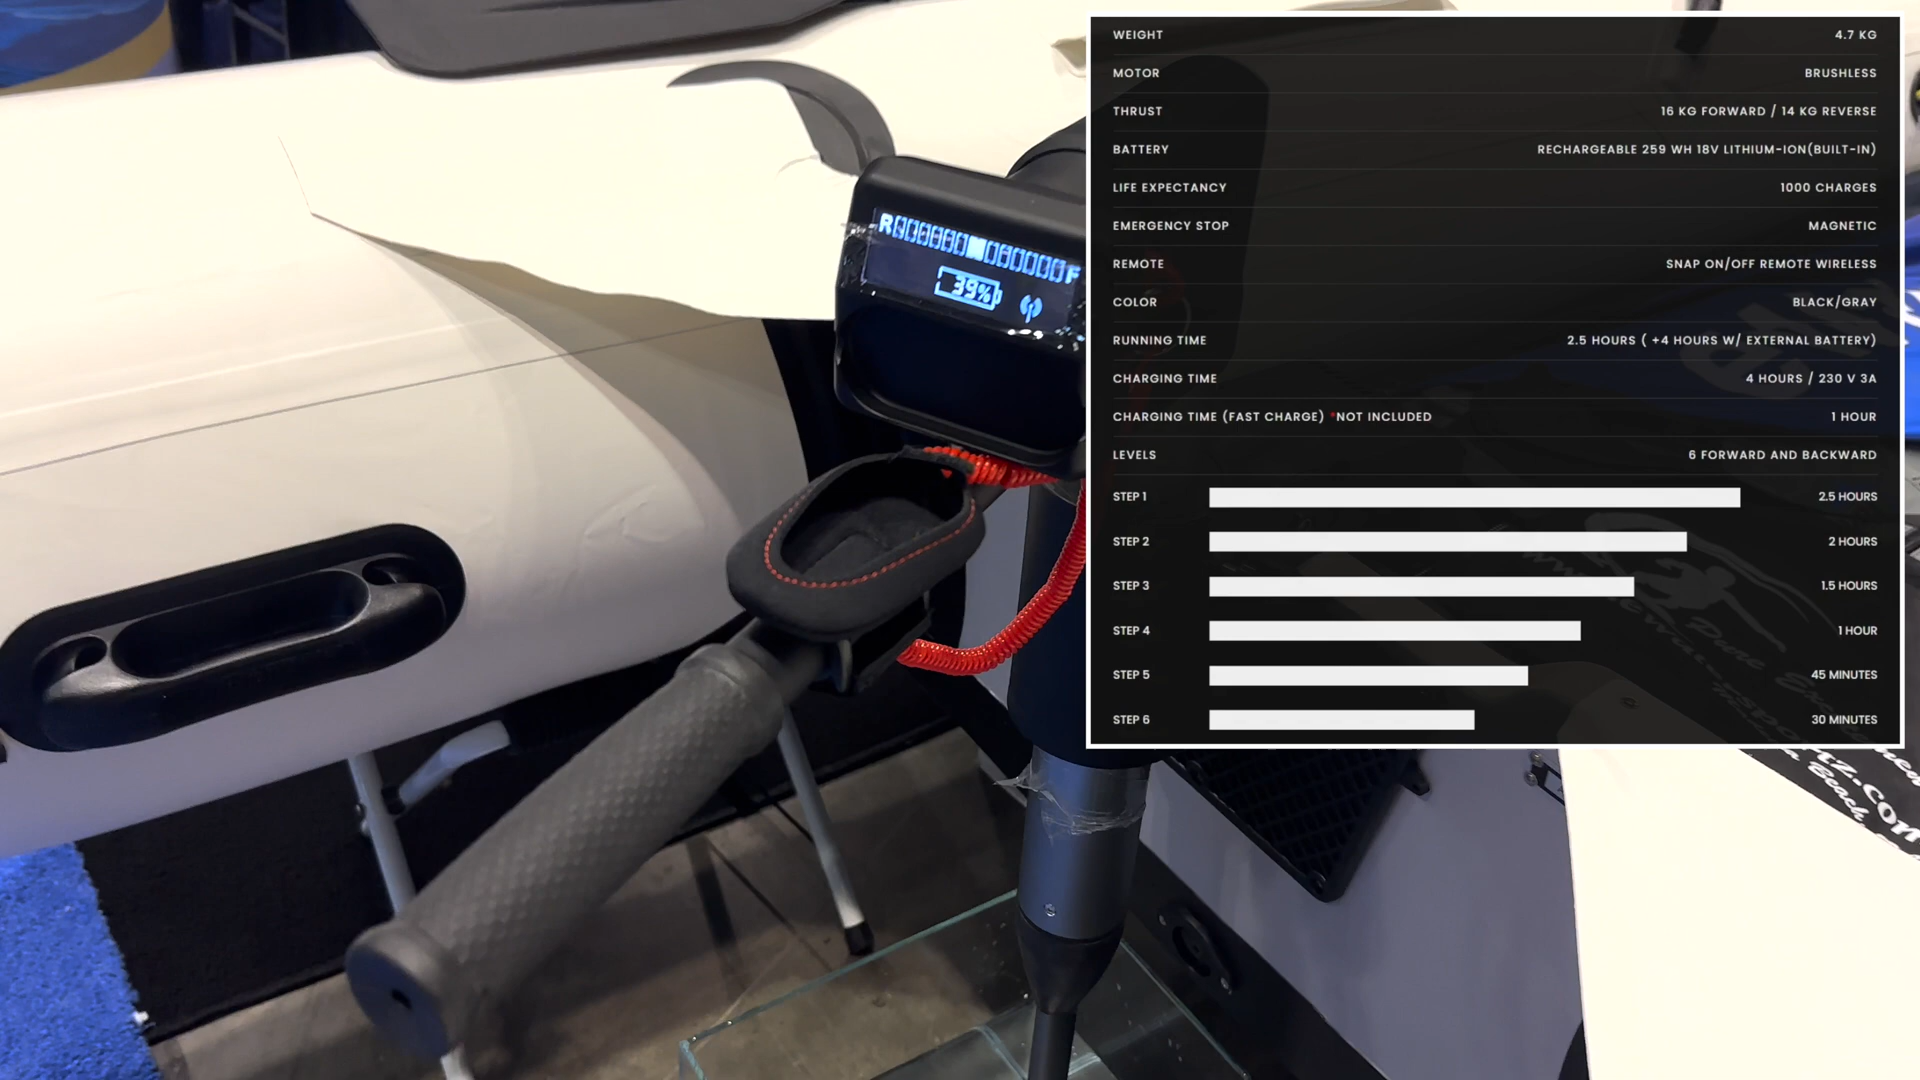 WEIGHT 4.7 KG
MOTOR BRUSHLESS
THRUST 16 KG FORWARD / 14 KG REVERSE
BATTERY RECHARGEABLE 259 WH 18V LITHIUM-ION(BUILT-IN)
LIFE EXPECTANCY 1000 CHARGES
EMERGENCY STOP MAGNETIC
REMOTE SNAP ON/OFF REMOTE WIRELESS
COLOR BLACK/GRAY
RUNNING TIME 2.5 HOURS ( +4 HOURS W/ EXTERNAL BATTERY)
CHARGING TIME 4 HOURS / 230 V 3A
CHARGING TIME (FAST CHARGE) *NOT INCLUDED 1 HOUR
LEVELS 6 FORWARD AND BACKWARD
STEP 1 2.5 HOURS
STEP 2 2 HOURS
STEP 3 1.5 HOURS
STEP 4 1 HOUR
STEP 5 45 MINUTES
STEP 6 30 MINUTES
R N F
39%
Beach